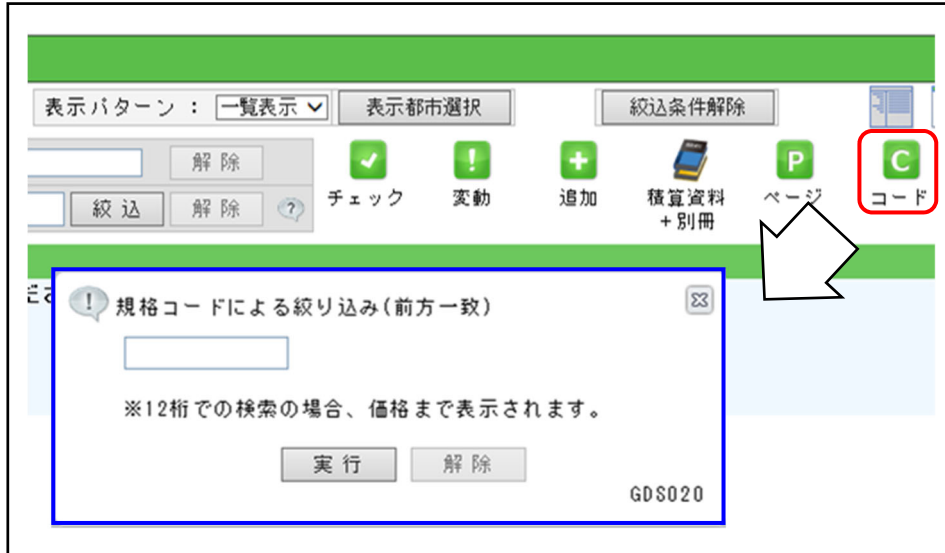 表示パターン : 一覧表示 表示都市選択 絞込条件解除
解除
絞込 解除 ?
✓ ! + P C
チェック 変動 追加 積算資料 ページ コード
+別冊
規格コードによる絞り込み(前方一致)
※12桁での検索の場合、価格まで表示されます。
実行 解除
GDS020